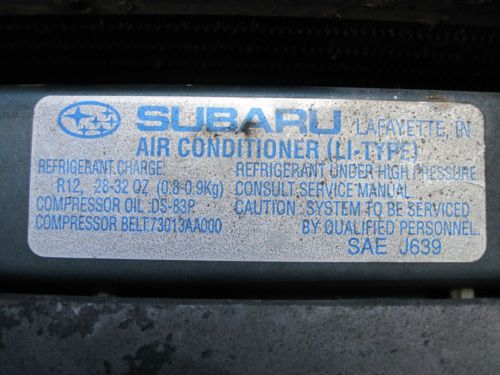 SUBARU LAFAYETTE, IN
AIR CONDITIONER (LI-TYPE)
REFRIGERANT CHARGE:
R12, 28-32 OZ (0.8-0.9Kg)
COMPRESSOR OIL :DS-83P
COMPRESSOR BELT:73013AA000
REFRIGERANT UNDER HIGH PRESSURE
CONSULT SERVICE MANUAL
CAUTION : SYSTEM TO BE SERVICED
BY QUALIFIED PERSONNEL.
SAE J639